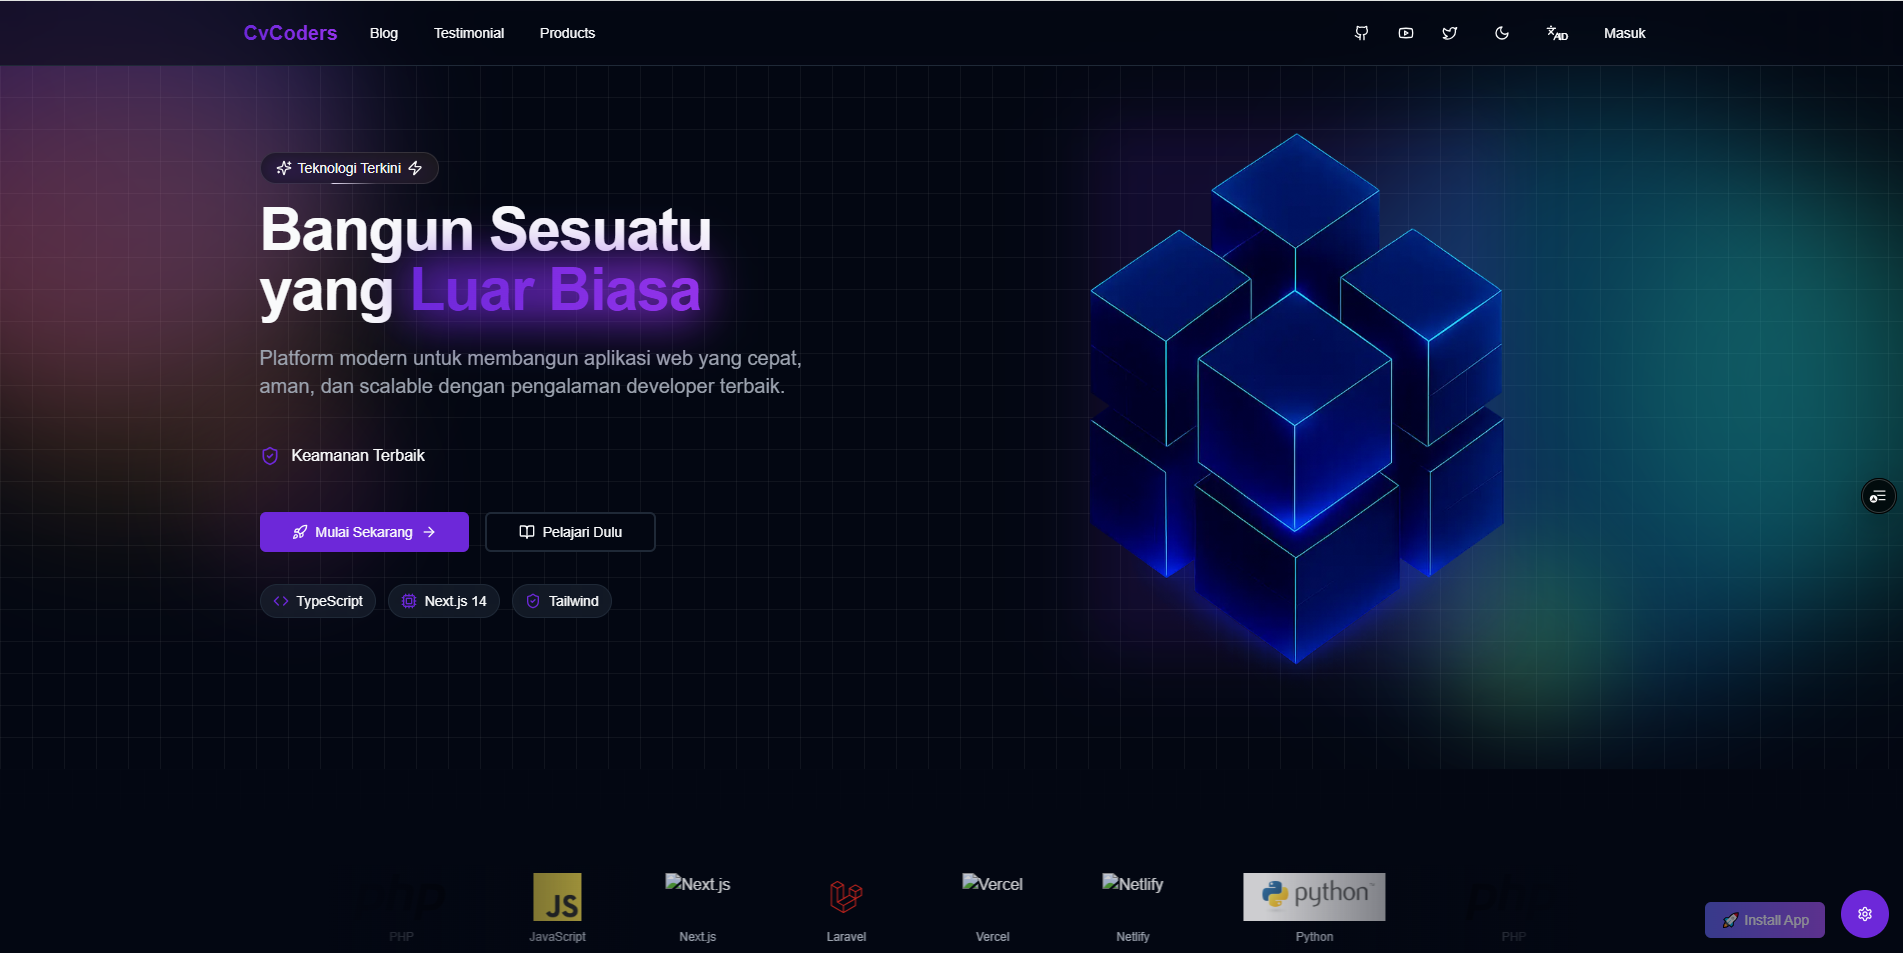 CvCoders
Blog
Testimonial
Products
ID
Masuk
Teknologi Terkini
Bangun Sesuatu
yang Luar Biasa
Platform modern untuk membangun aplikasi web yang cepat,
aman, dan scalable dengan pengalaman developer terbaik.
Keamanan Terbaik
Mulai Sekarang
Pelajari Dulu
TypeScript
Next.js 14
Tailwind
php
JS
Next.js
Vercel
Netlify
python
php
PHP
JavaScript
Next.js
Laravel
Vercel
Netlify
Python
PHP
Install App